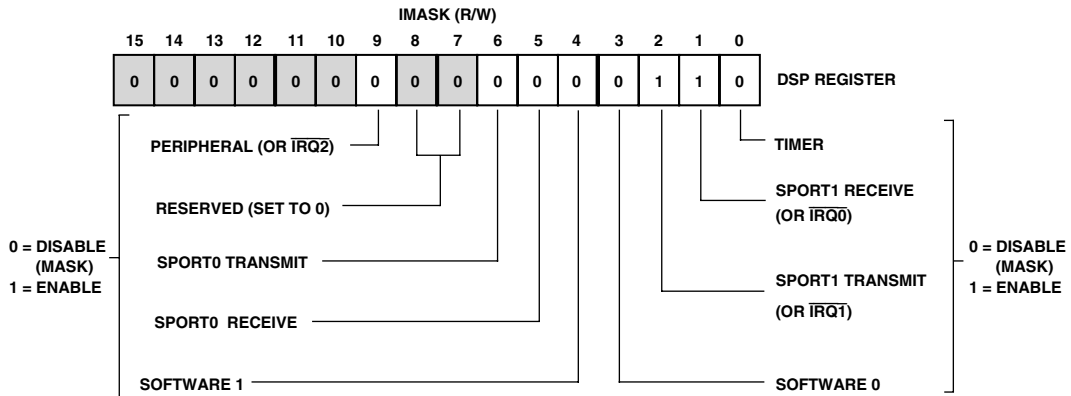 IMASK (R/W)
15 14 13 12 11 10 9 8 7 6 5 4 3 2 1 0
0 0 0 0 0 0 0 0 0 0 0 0 0 1 1 0 DSP REGISTER
PERIPHERAL (OR I̅R̅Q̅2̅)
RESERVED (SET TO 0)
SPORT0 TRANSMIT
SPORT0 RECEIVE
SOFTWARE 1
0 = DISABLE
(MASK)
1 = ENABLE
TIMER
SPORT1 RECEIVE
(OR I̅R̅Q̅0̅)
SPORT1 TRANSMIT
(OR I̅R̅Q̅1̅)
SOFTWARE 0
0 = DISABLE
(MASK)
1 = ENABLE